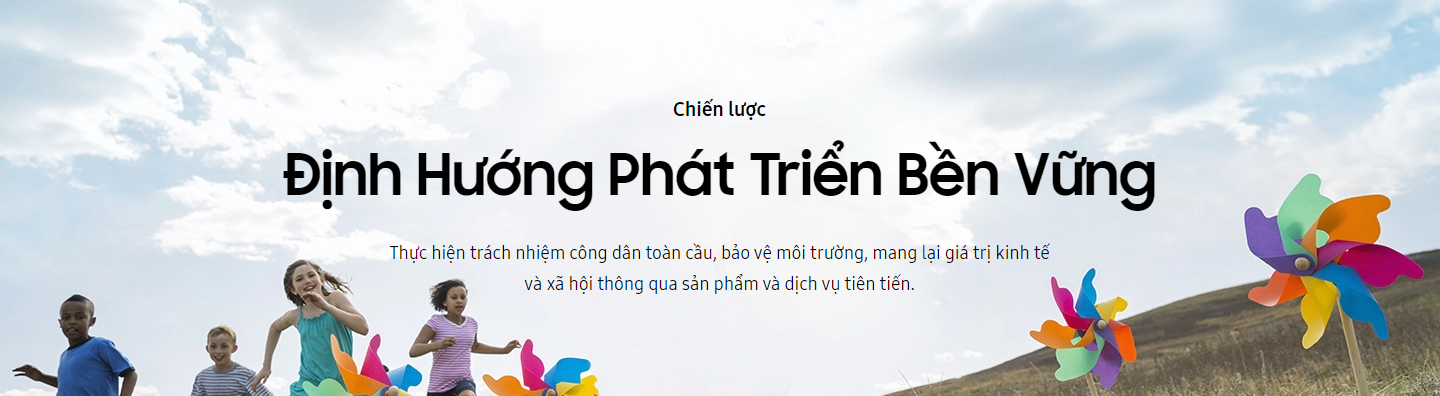 Chiến lược
Định Hướng Phát Triển Bền Vững
Thực hiện trách nhiệm công dân toàn cầu, bảo vệ môi trường, mang lại giá trị kinh tế
và xã hội thông qua sản phẩm và dịch vụ tiên tiến.